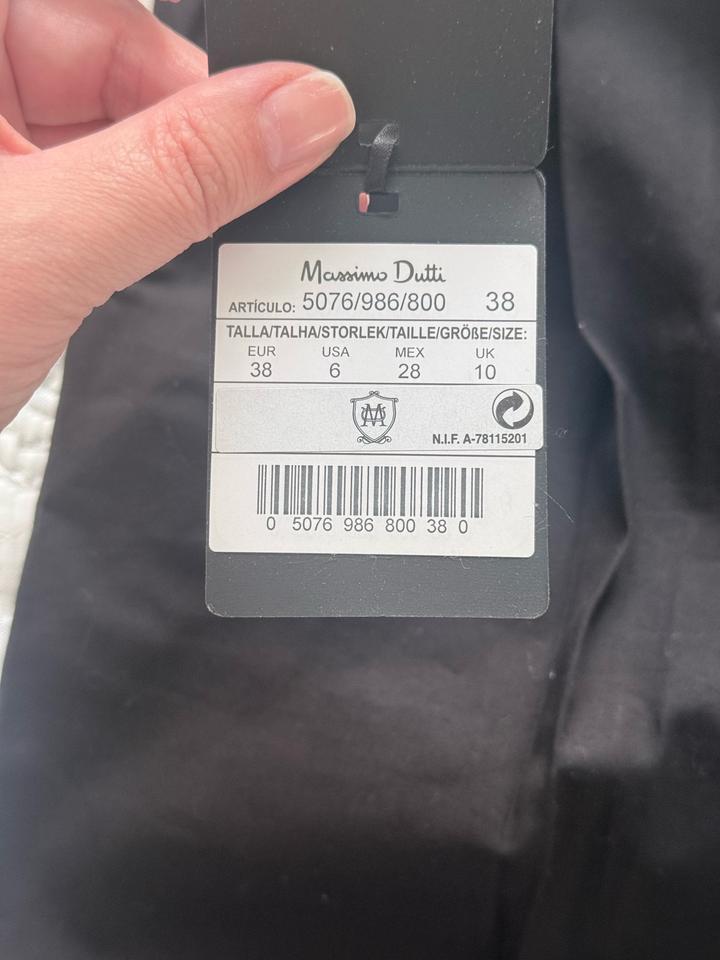 Massimo Dutti
ARTÍCULO: 5076/986/800 38
TALLA/TALHA/STORLEK/TAILLE/GRÖßE/SIZE:
EUR USA MEX UK
38 6 28 10
N.I.F. A-78115201
0 5076 986 800 38 0